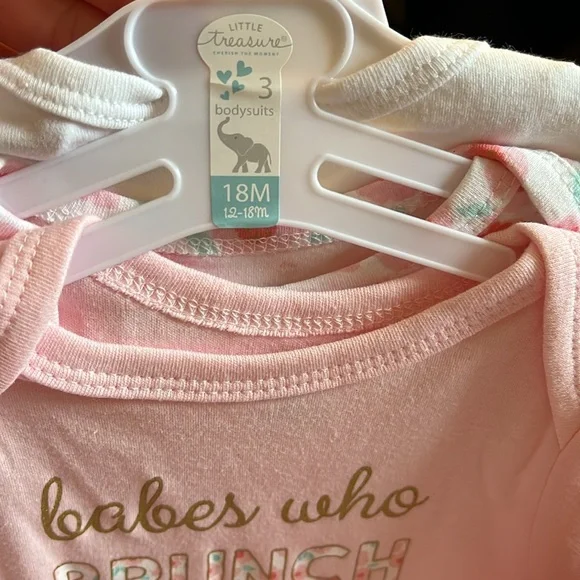 LITTLE
treasure®
CHERISH THE MOMENT
3
bodysuits
18M
12-18m
babes who
BRUNCH